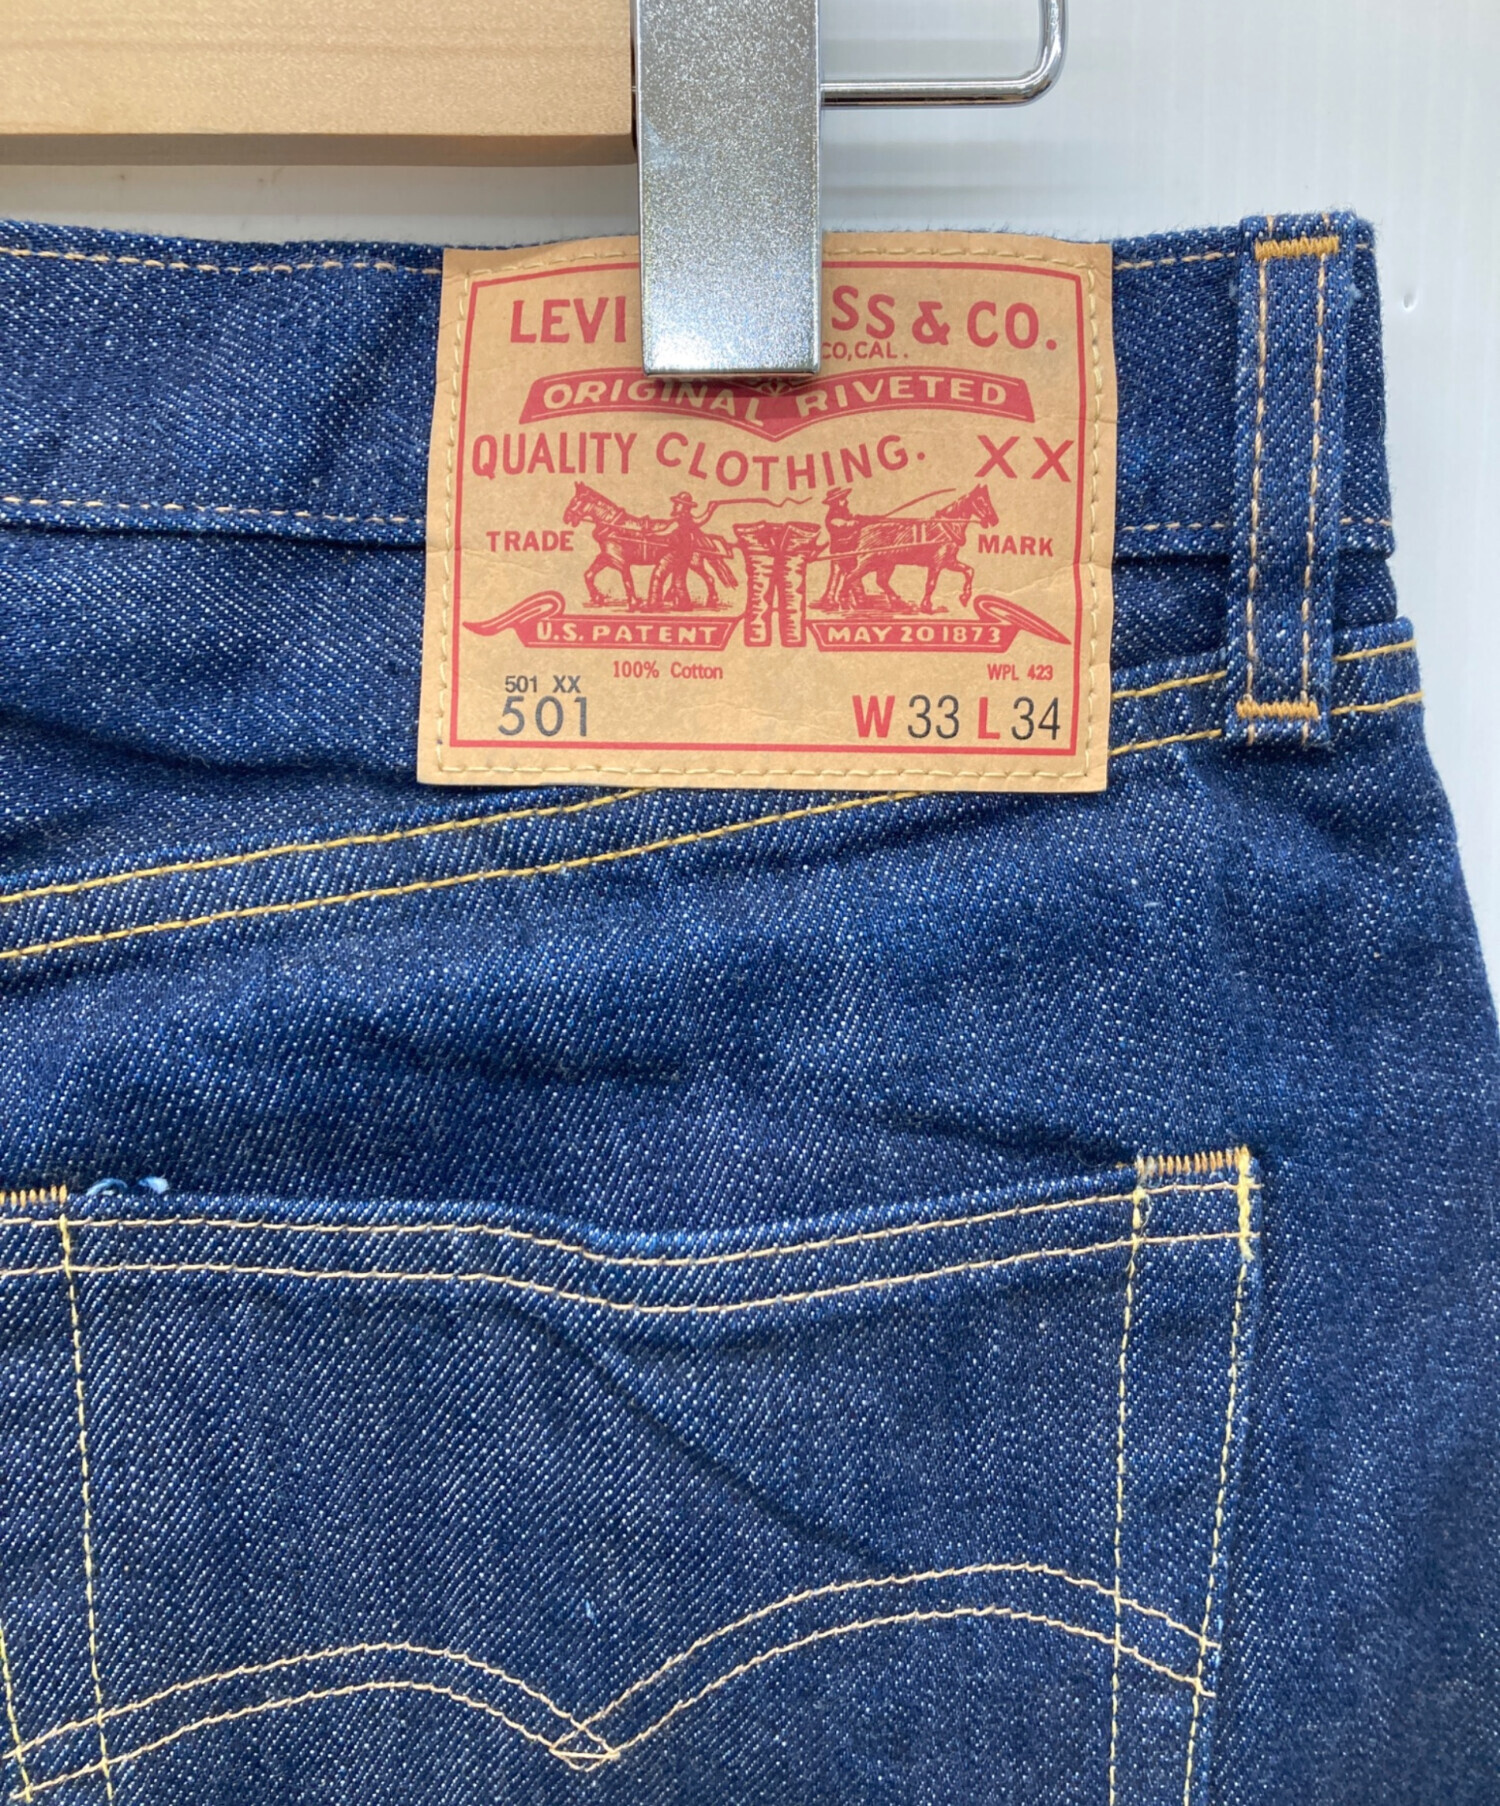 LEVI SS & CO.
CO, CAL.
ORIGINAL RIVETED
QUALITY CLOTHING. XX
TRADE MARK
U.S. PATENT MAY 20 1873
100% Cotton WPL 423
501 XX
501 W 33 L 34